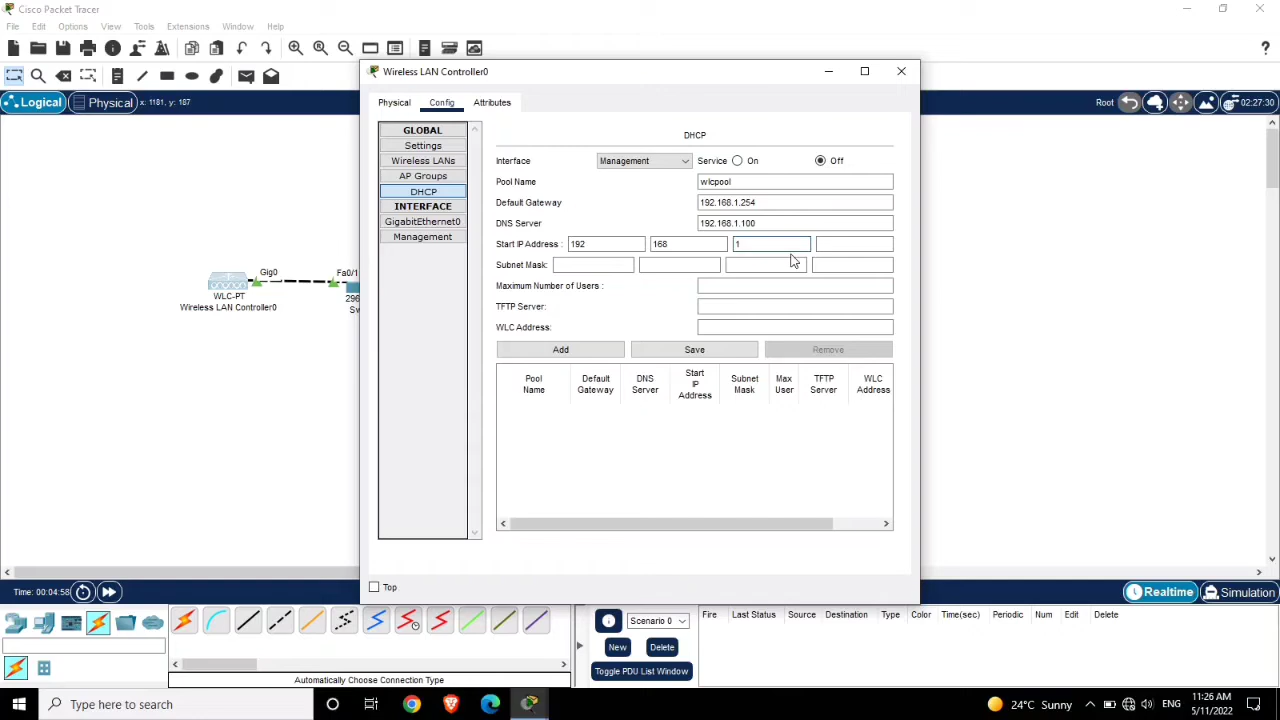 Cisco Packet Tracer
File Edit Options View Tools Extensions Window Help
Logical Physical x: 1181, y: 187 Root 02:27:30
Wireless LAN Controller0
Physical Config Attributes
GLOBAL
Settings
Wireless LANs
AP Groups
DHCP
INTERFACE
GigabitEthernet0
Management
DHCP
Interface Management Service On Off
Pool Name wlcpool
Default Gateway 192.168.1.254
DNS Server 192.168.1.100
Start IP Address : 192 168 1
Subnet Mask:
Maximum Number of Users :
TFTP Server:
WLC Address:
Add Save Remove
Pool Name Default Gateway DNS Server Start IP Address Subnet Mask Max User TFTP Server WLC Address
Top
Gig0 Fa0/1
WLC-PT
Wireless LAN Controller0
296
Sw
Time: 00:04:58 Realtime Simulation
Scenario 0
New Delete
Toggle PDU List Window
Fire Last Status Source Destination Type Color Time(sec) Periodic Num Edit Delete
Automatically Choose Connection Type
Type here to search
24°C Sunny ENG
11:26 AM
5/11/2022